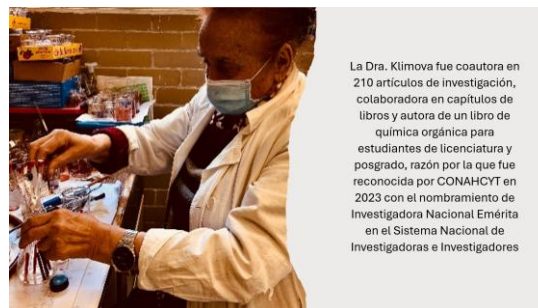 La Dra. Klimova fue coautora en
210 artículos de investigación,
colaboradora en capítulos de
libros y autora de un libro de
química orgánica para
estudiantes de licenciatura y
posgrado, razón por la que fue
reconocida por CONAHCYT en
2023 con el nombramiento de
Investigadora Nacional Emérita
en el Sistema Nacional de
Investigadoras e Investigadores